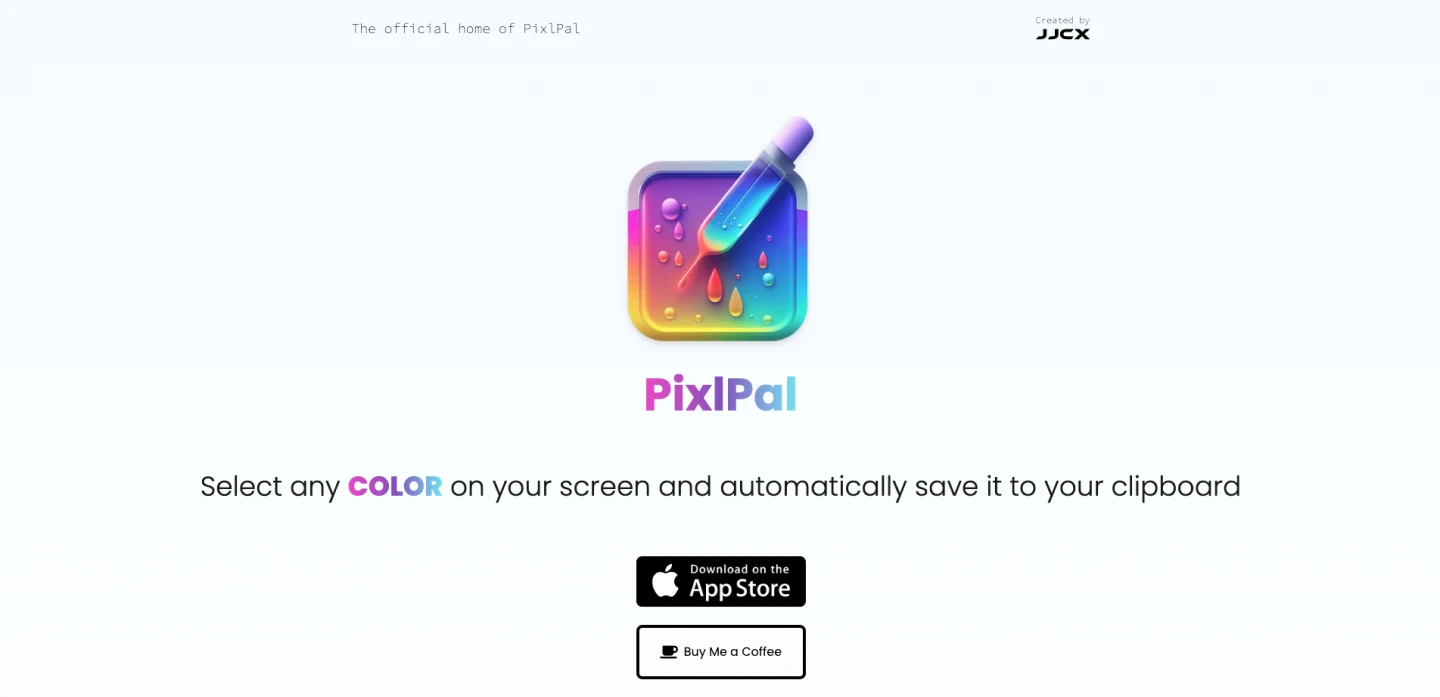 The official home of PixlPal
Created by
JJCX
PixlPal
Select any COLOR on your screen and automatically save it to your clipboard
Download on the
App Store
Buy Me a Coffee